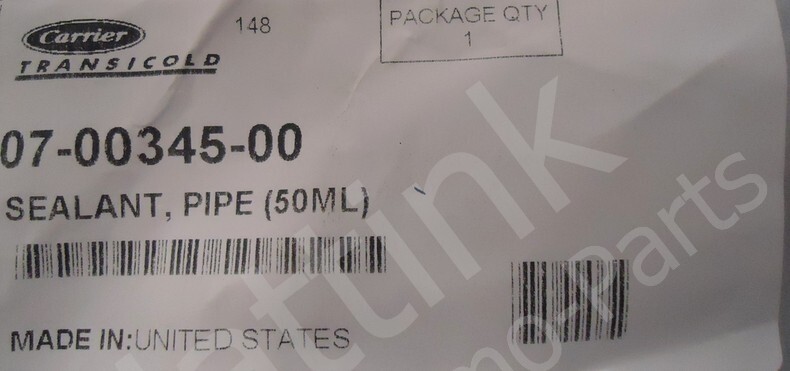 Carrier
TRANSICOLD
148
PACKAGE QTY
1
07-00345-00
SEALANT, PIPE (50ML)
MADE IN:UNITED STATES